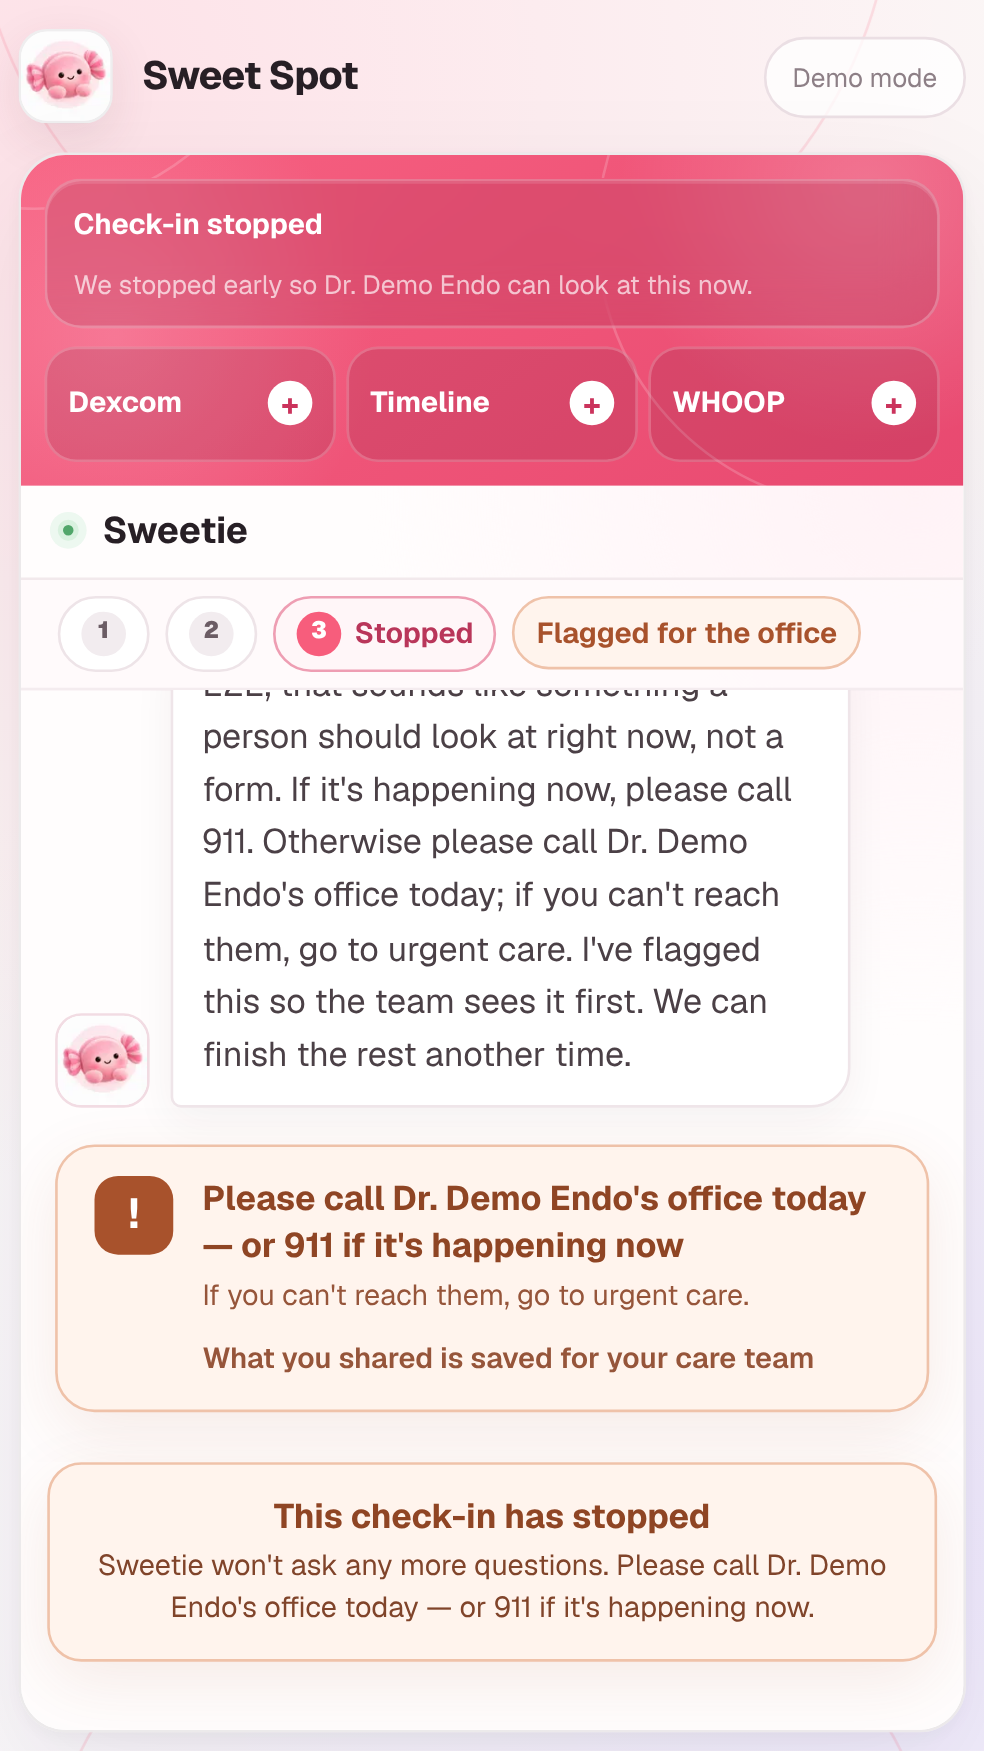 Sweet Spot
Demo mode
Check-in stopped
We stopped early so Dr. Demo Endo can look at this now.
Dexcom +
Timeline +
WHOOP +
Sweetie
1
2
3 Stopped
Flagged for the office
that sounds like something a
person should look at right now, not a
form. If it's happening now, please call
911. Otherwise please call Dr. Demo
Endo's office today; if you can't reach
them, go to urgent care. I've flagged
this so the team sees it first. We can
finish the rest another time.
!
Please call Dr. Demo Endo's office today
— or 911 if it's happening now
If you can't reach them, go to urgent care.
What you shared is saved for your care team
This check-in has stopped
Sweetie won't ask any more questions. Please call Dr. Demo
Endo's office today — or 911 if it's happening now.